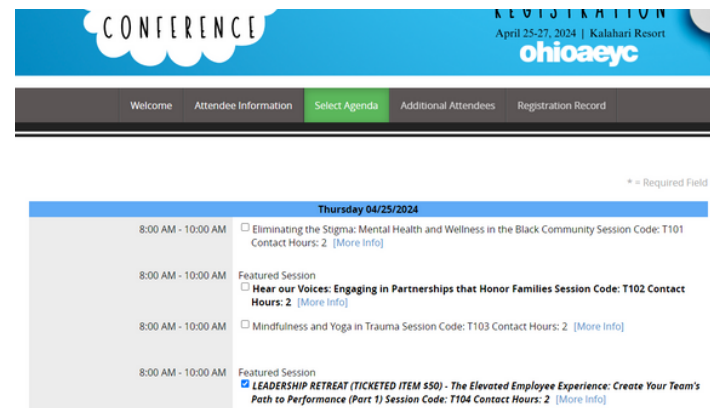 CONFERENCE
REGISTRATION
April 25-27, 2024 | Kalahari Resort
ohioaeyc
Welcome Attendee Information Select Agenda Additional Attendees Registration Record
* = Required Field
Thursday 04/25/2024
8:00 AM - 10:00 AM Eliminating the Stigma: Mental Health and Wellness in the Black Community Session Code: T101
Contact Hours: 2 [More Info]
8:00 AM - 10:00 AM Featured Session
Hear our Voices: Engaging in Partnerships that Honor Families Session Code: T102 Contact
Hours: 2 [More Info]
8:00 AM - 10:00 AM Mindfulness and Yoga in Trauma Session Code: T103 Contact Hours: 2 [More Info]
8:00 AM - 10:00 AM Featured Session
LEADERSHIP RETREAT (TICKETED ITEM $50) - The Elevated Employee Experience: Create Your Team's
Path to Performance (Part 1) Session Code: T104 Contact Hours: 2 [More Info]